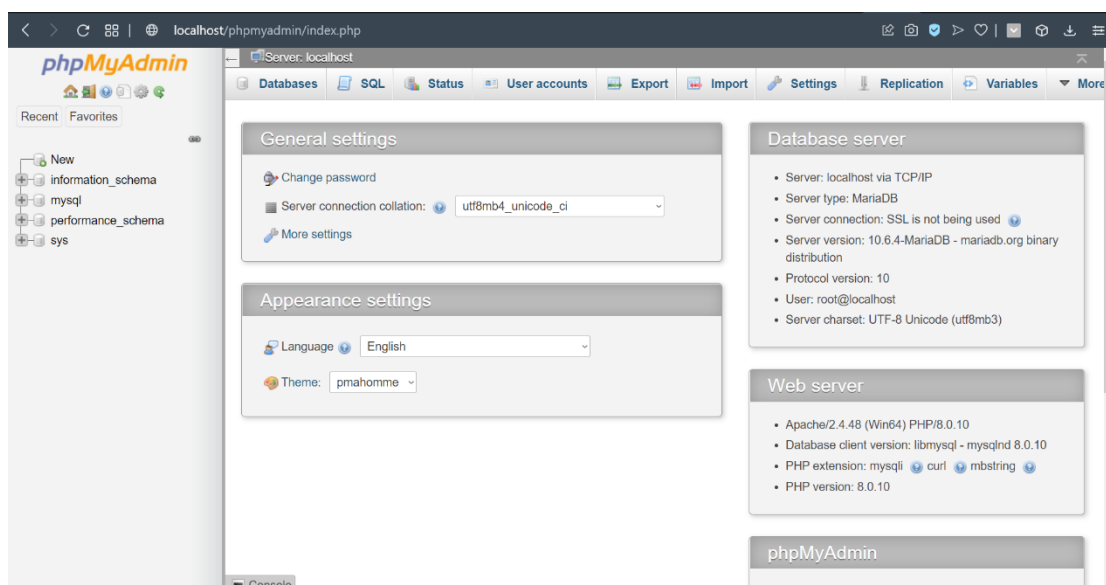 localhost/phpmyadmin/index.php
phpMyAdmin
Recent Favorites
New
information_schema
mysql
performance_schema
sys
Server: localhost
Databases SQL Status User accounts Export Import Settings Replication Variables More
General settings
Change password
Server connection collation: utf8mb4_unicode_ci
More settings
Appearance settings
Language English
Theme: pmahomme
Database server
• Server: localhost via TCP/IP
• Server type: MariaDB
• Server connection: SSL is not being used
• Server version: 10.6.4-MariaDB - mariadb.org binary
distribution
• Protocol version: 10
• User: root@localhost
• Server charset: UTF-8 Unicode (utf8mb3)
Web server
• Apache/2.4.48 (Win64) PHP/8.0.10
• Database client version: libmysql - mysqlnd 8.0.10
• PHP extension: mysqli curl mbstring
• PHP version: 8.0.10
phpMyAdmin
Console